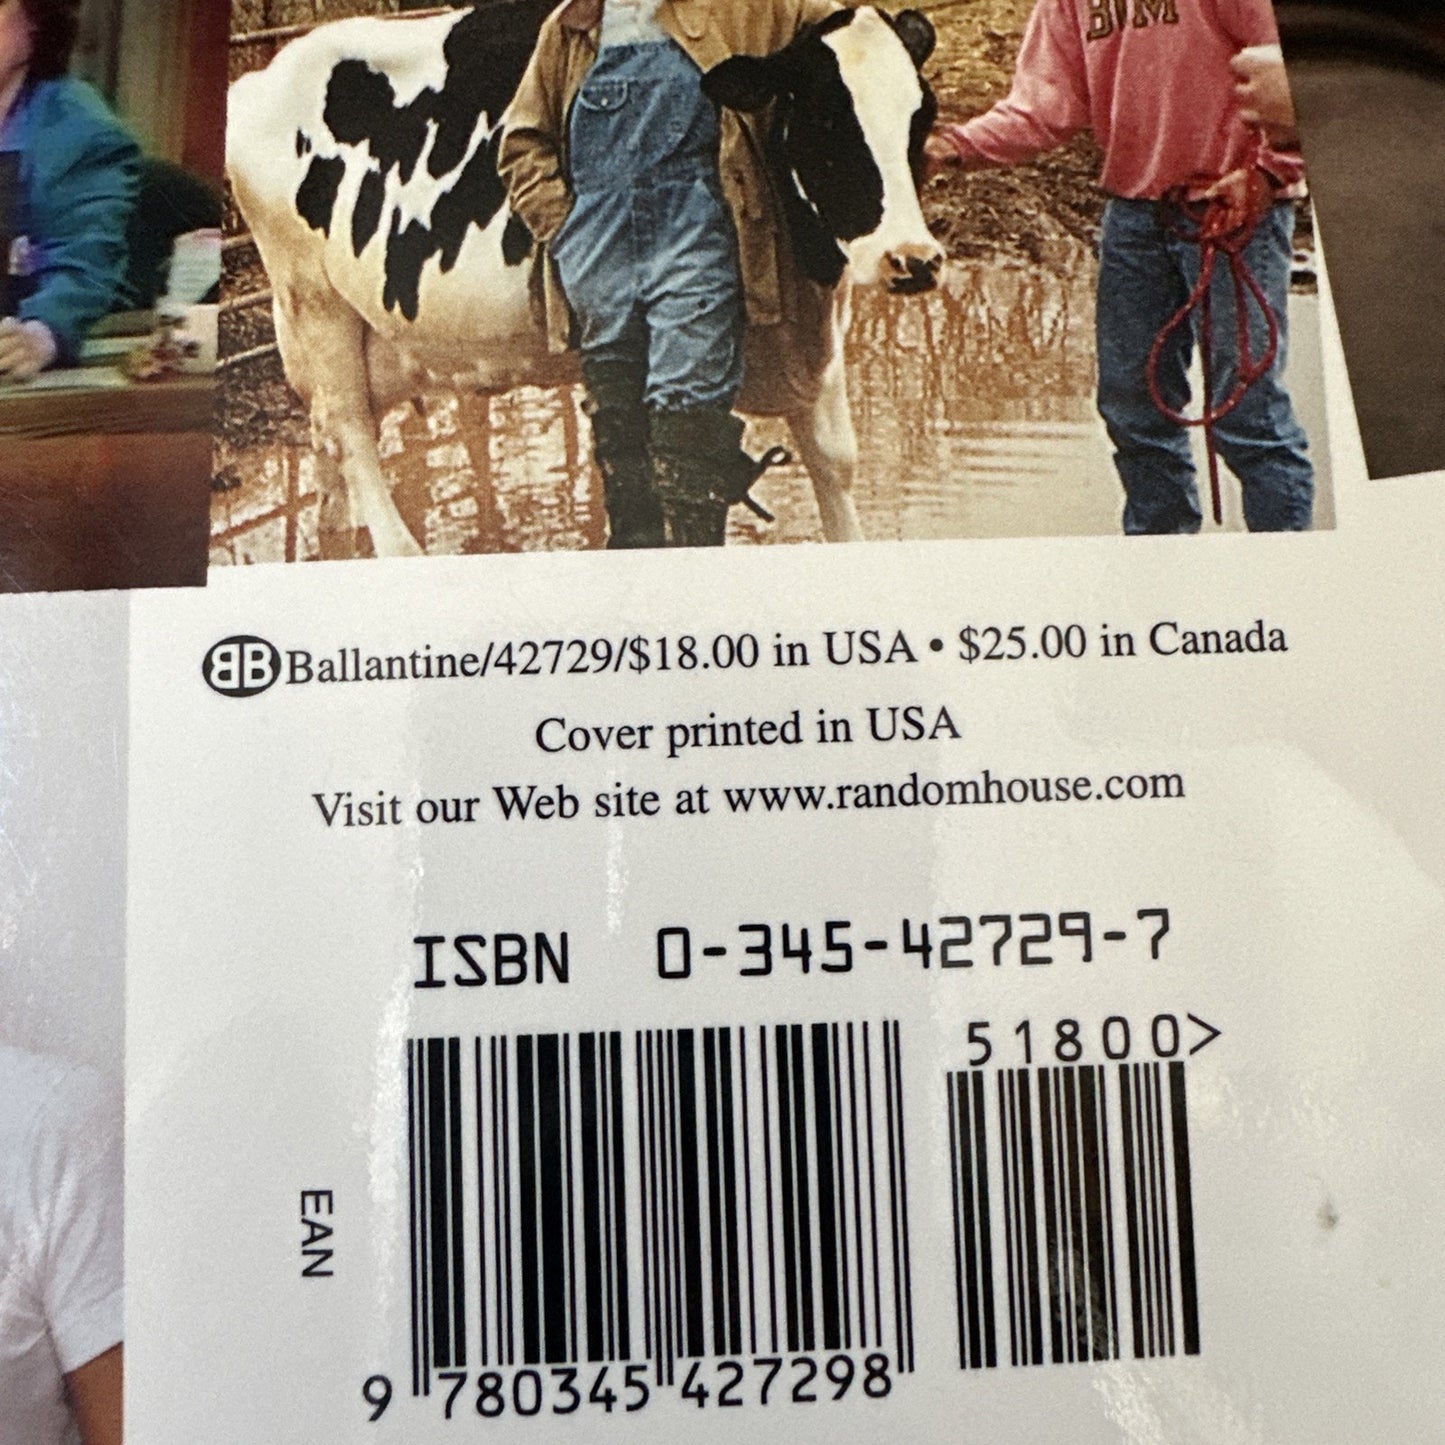 BVM
BB Ballantine/42729/$18.00 in USA • $25.00 in Canada
Cover printed in USA
Visit our Web site at www.randomhouse.com
ISBN 0-345-42729-7
51800>
EAN
9 780345 427298